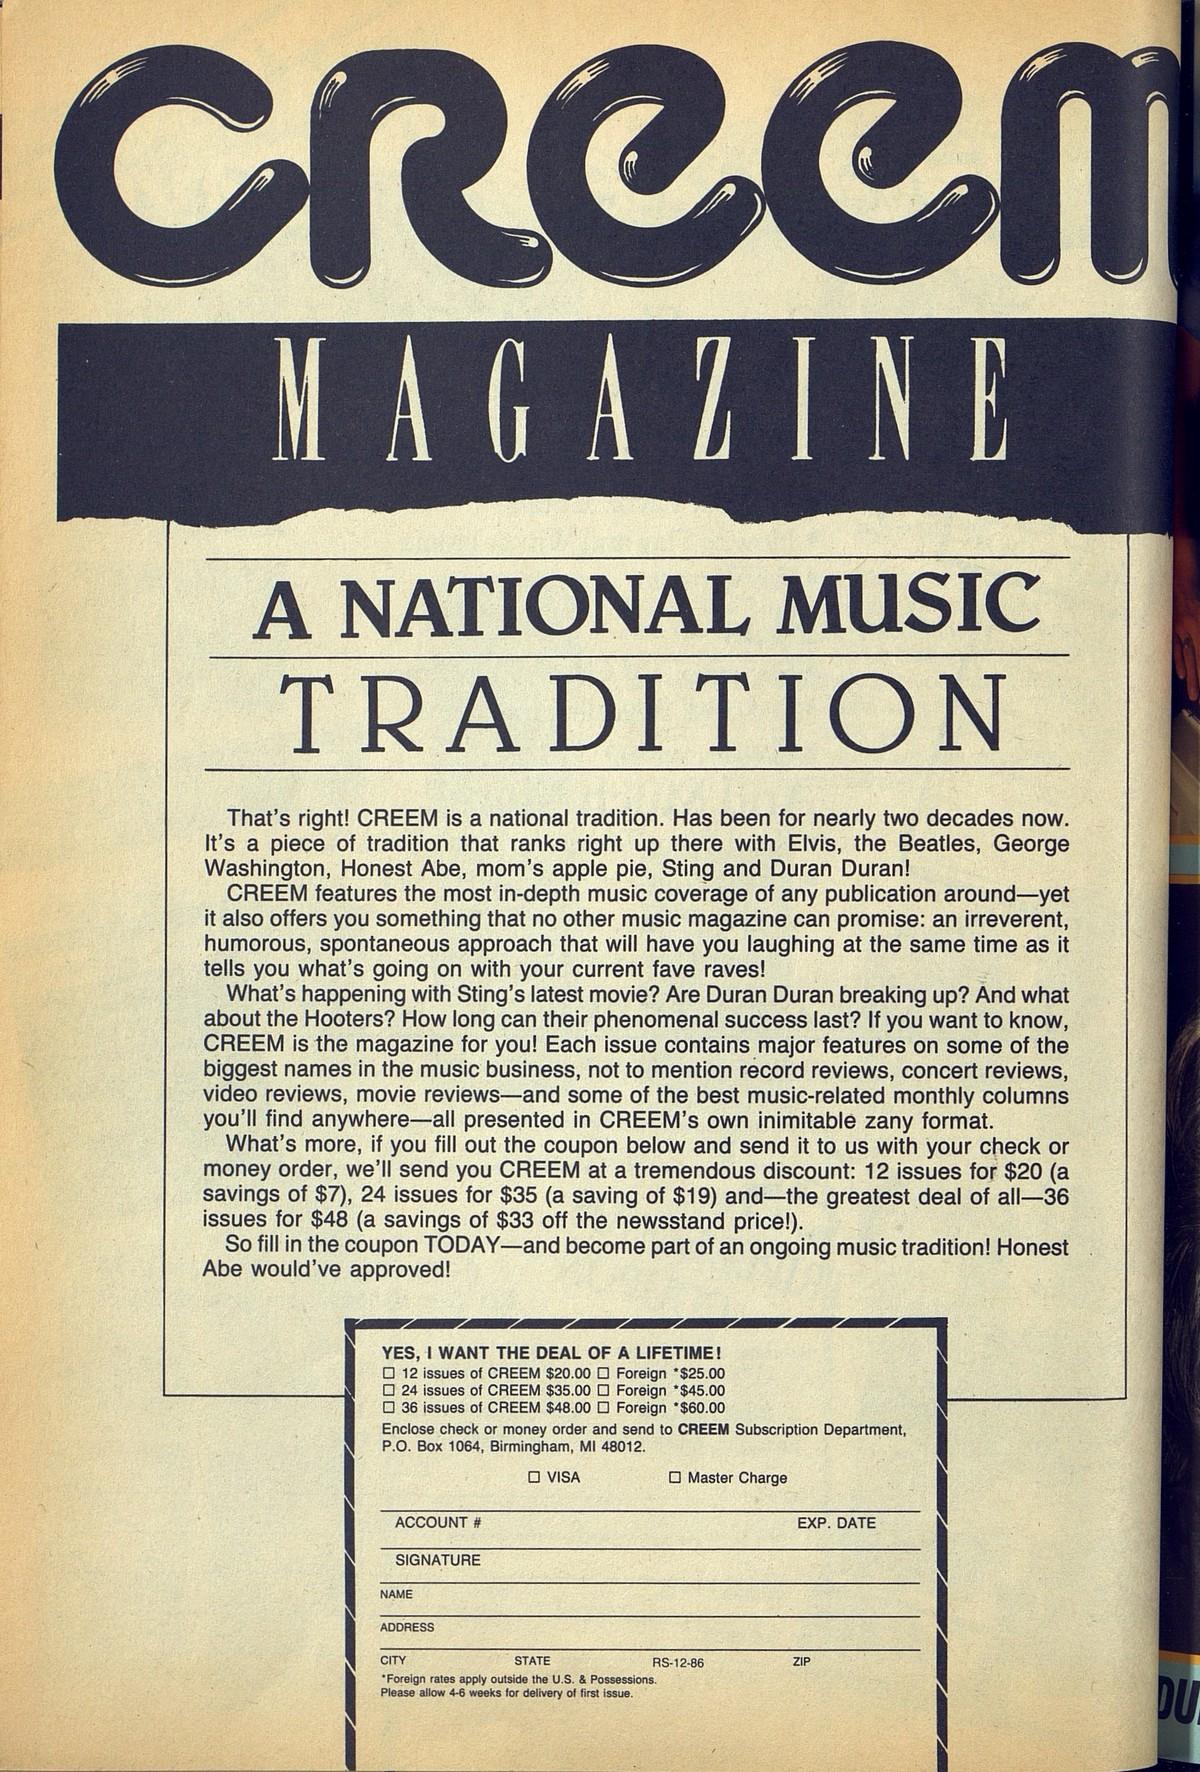 CREEM
MAGAZINE
A NATIONAL MUSIC
TRADITION
That's right! CREEM is a national tradition. Has been for nearly two decades now.
It's a piece of tradition that ranks right up there with Elvis, the Beatles, George
Washington, Honest Abe, mom's apple pie, Sting and Duran Duran!
CREEM features the most in-depth music coverage of any publication around—yet
it also offers you something that no other music magazine can promise: an irreverent,
humorous, spontaneous approach that will have you laughing at the same time as it
tells you what's going on with your current fave raves!
What's happening with Sting's latest movie? Are Duran Duran breaking up? And what
about the Hooters? How long can their phenomenal success last? If you want to know,
CREEM is the magazine for you! Each issue contains major features on some of the
biggest names in the music business, not to mention record reviews, concert reviews,
video reviews, movie reviews—and some of the best music-related monthly columns
you'll find anywhere—all presented in CREEM's own inimitable zany format.
What's more, if you fill out the coupon below and send it to us with your check or
money order, we'll send you CREEM at a tremendous discount: 12 issues for $20 (a
savings of $7), 24 issues for $35 (a saving of $19) and—the greatest deal of all—36
issues for $48 (a savings of $33 off the newsstand price!).
So fill in the coupon TODAY—and become part of an ongoing music tradition! Honest
Abe would've approved!
YES, I WANT THE DEAL OF A LIFETIME!
☐ 12 issues of CREEM $20.00 ☐ Foreign *$25.00
☐ 24 issues of CREEM $35.00 ☐ Foreign *$45.00
☐ 36 issues of CREEM $48.00 ☐ Foreign *$60.00
Enclose check or money order and send to CREEM Subscription Department,
P.O. Box 1064, Birmingham, MI 48012.
☐ VISA ☐ Master Charge
ACCOUNT # EXP. DATE
SIGNATURE
NAME
ADDRESS
CITY STATE RS-12-86 ZIP
*Foreign rates apply outside the U.S. & Possessions.
Please allow 4-6 weeks for delivery of first issue.
DU